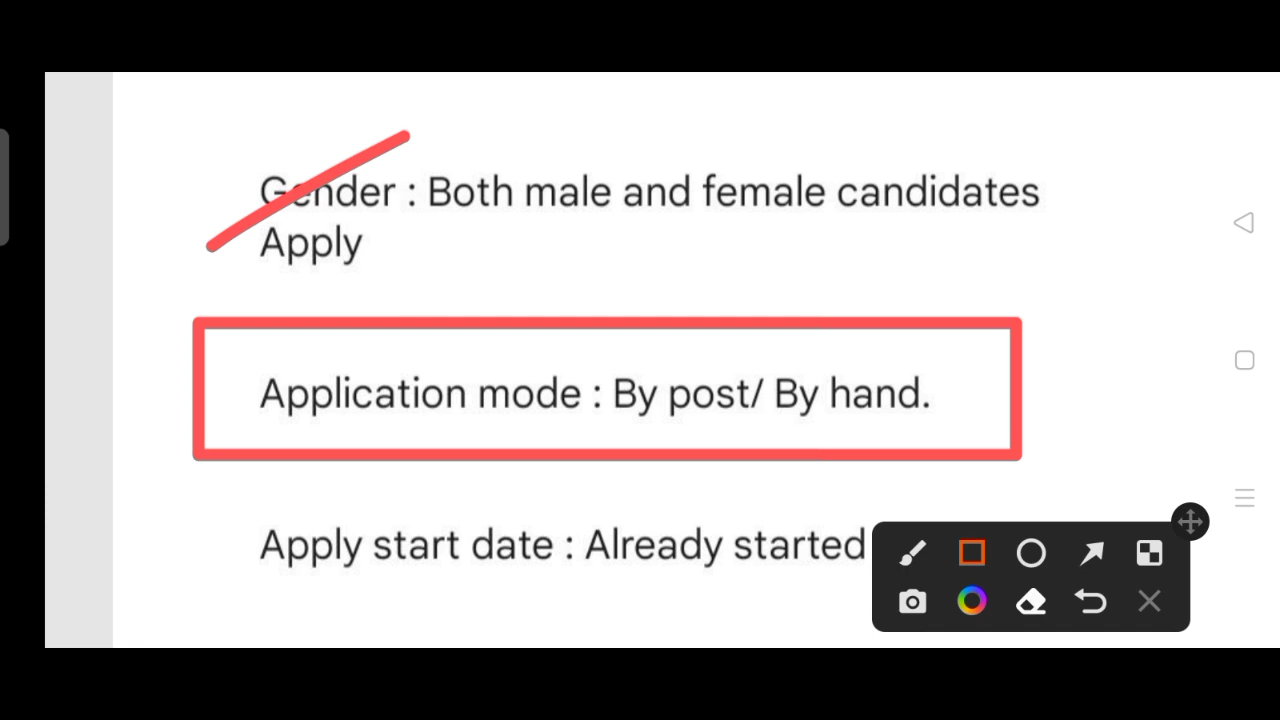 Gender : Both male and female candidates
Apply
Application mode : By post/ By hand.
Apply start date : Already started